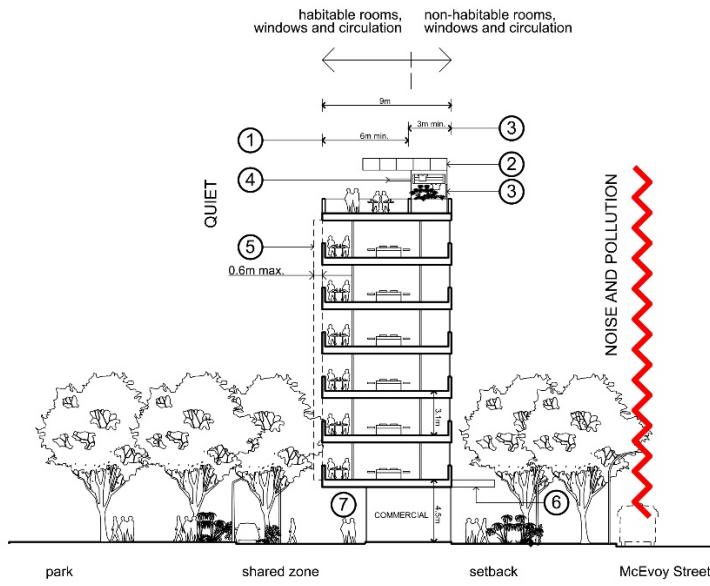 habitable rooms,
windows and circulation
non-habitable rooms,
windows and circulation
9m
3m min.
6m min.
1
3
2
4
3
QUIET
5
0.6m max.
NOISE AND POLLUTION
3.1m
7
COMMERCIAL
4.5m
6
park
shared zone
setback
McEvoy Street